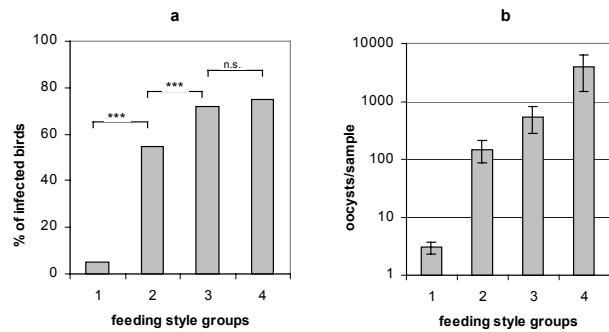 a
% of infected birds
100
80
60
40
20
0
***
***
n.s.
1 2 3 4
feeding style groups
b
oocysts/sample
10000
1000
100
10
1
1 2 3 4
feeding style groups